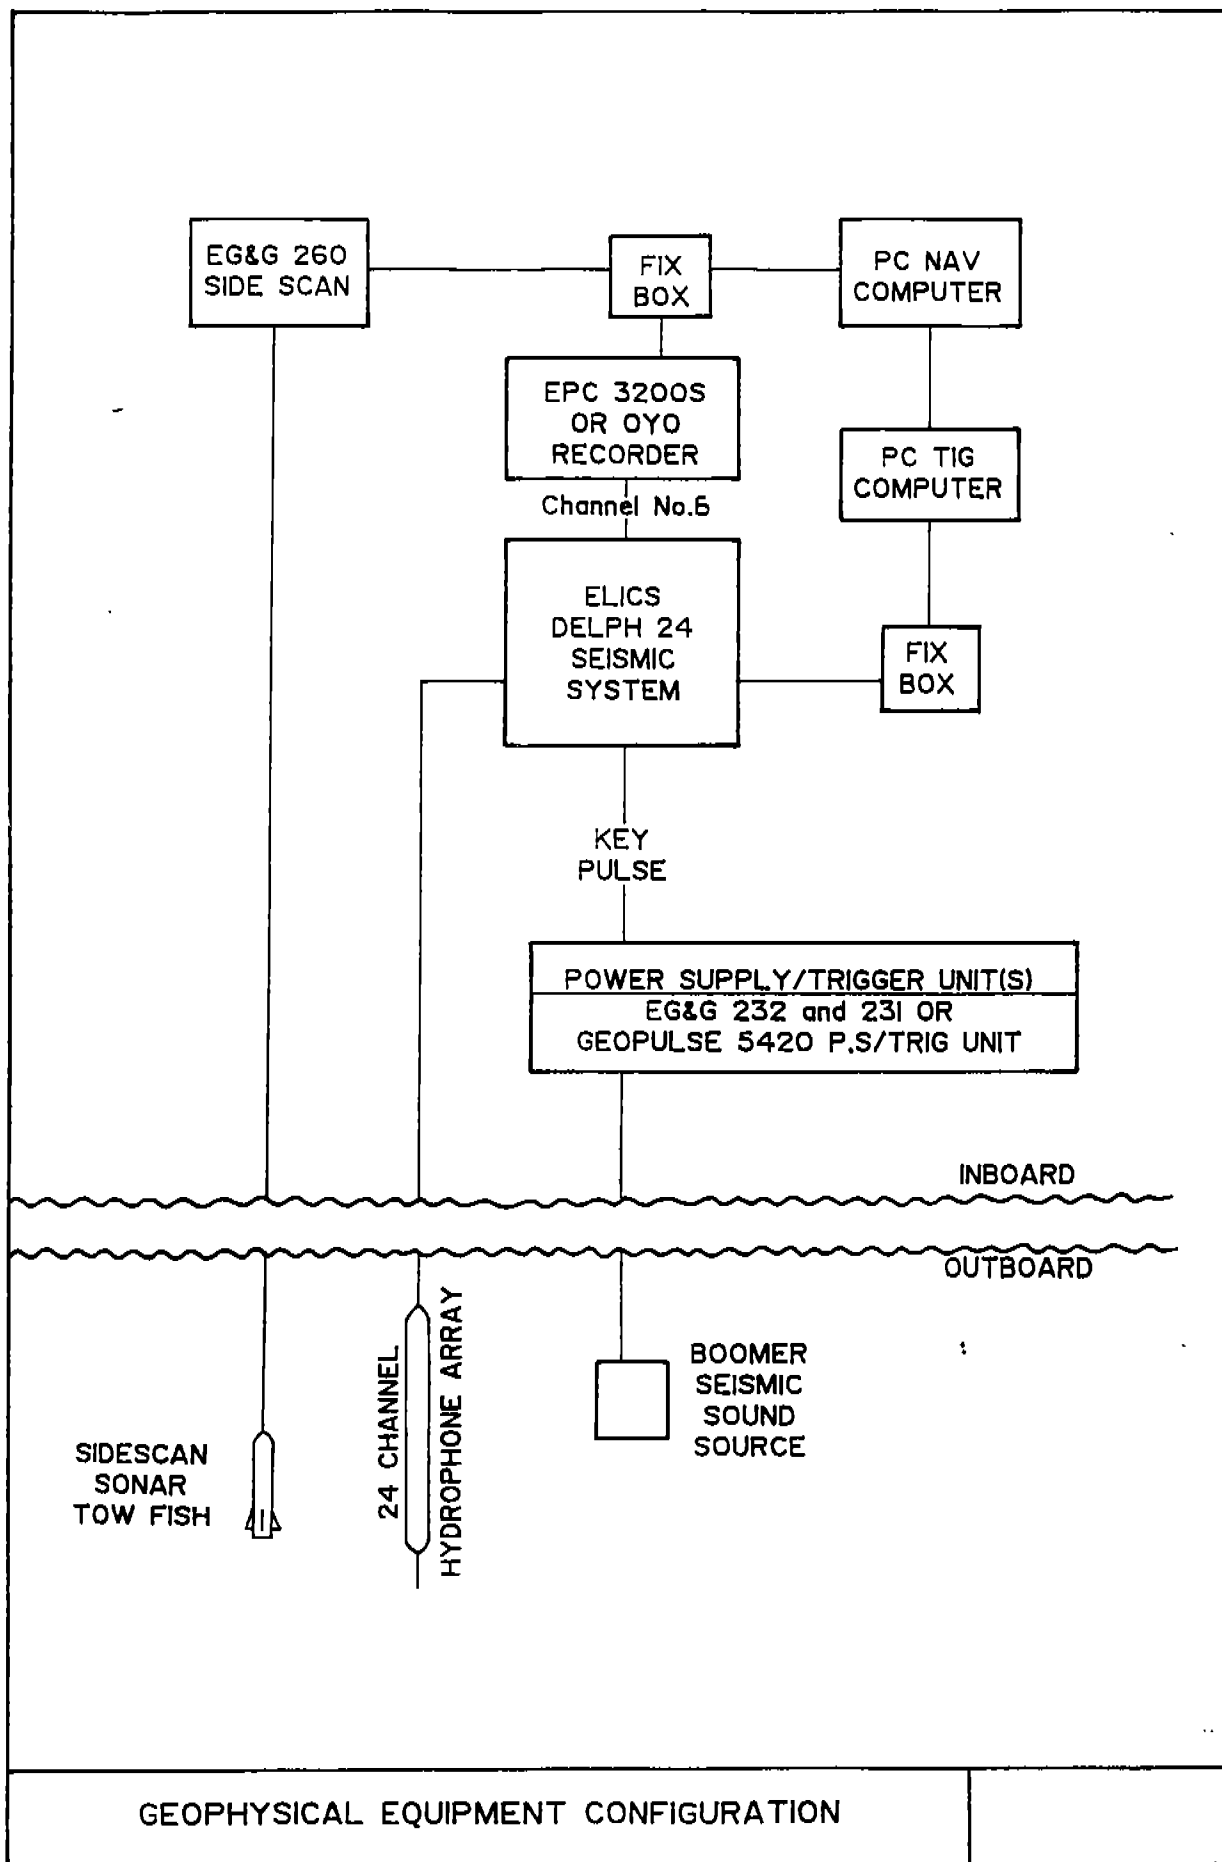 EG&G 260
SIDE SCAN
FIX
BOX
PC NAV
COMPUTER
EPC 3200S
OR OYO
RECORDER
PC TIG
COMPUTER
Channel No.6
ELICS
DELPH 24
SEISMIC
SYSTEM
FIX
BOX
KEY
PULSE
POWER SUPPLY/TRIGGER UNIT(S)
EG&G 232 and 231 OR
GEOPULSE 5420 P.S/TRIG UNIT
INBOARD
OUTBOARD
SIDESCAN
SONAR
TOW FISH
24 CHANNEL
HYDROPHONE ARRAY
BOOMER
SEISMIC
SOUND
SOURCE
GEOPHYSICAL EQUIPMENT CONFIGURATION